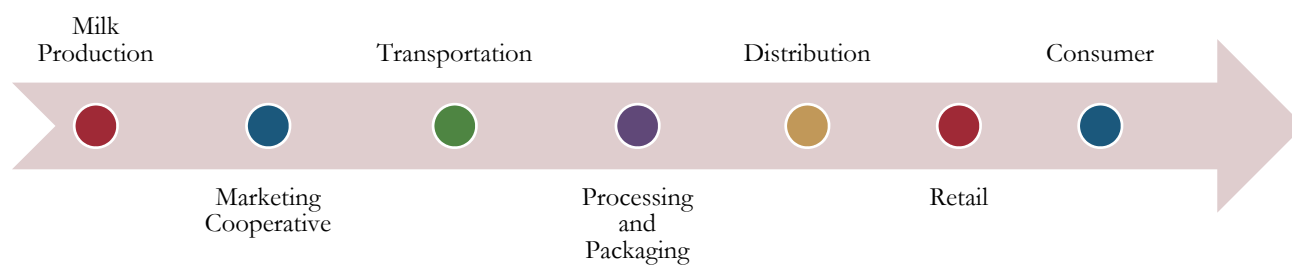 Milk
Production
Marketing
Cooperative
Transportation
Processing
and
Packaging
Distribution
Retail
Consumer